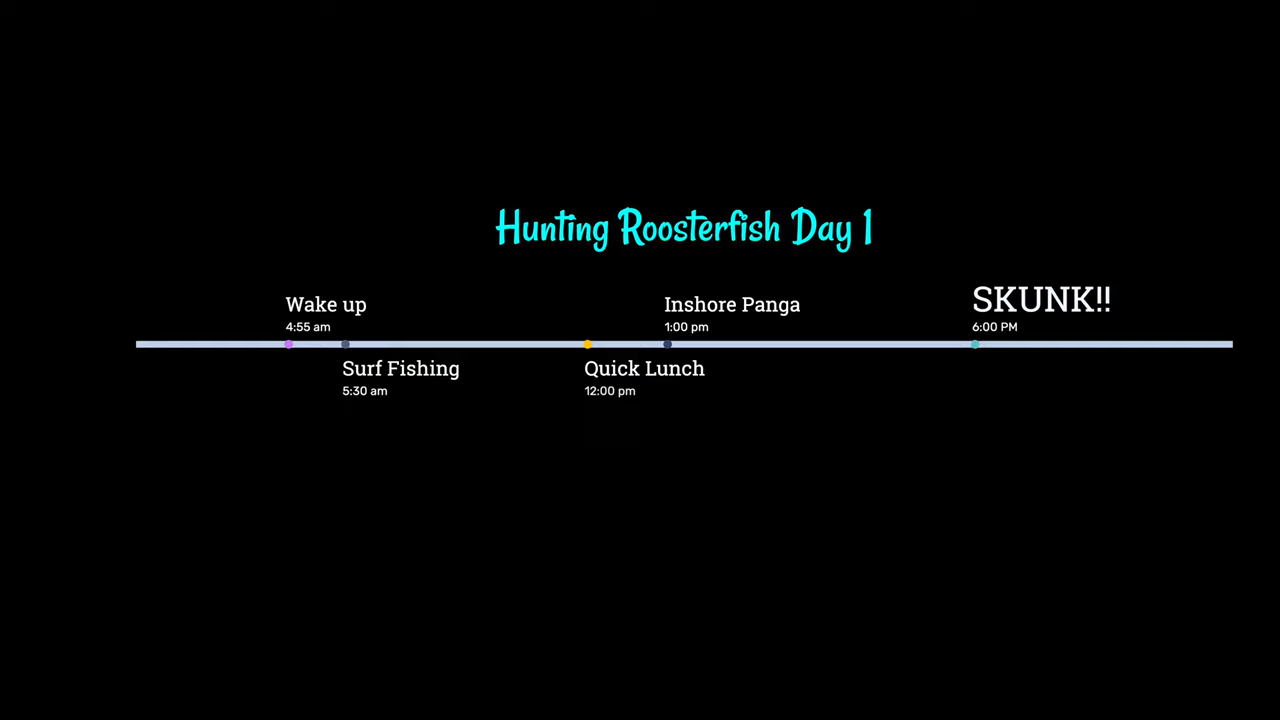 Hunting Roosterfish Day 1
Wake up
4:55 am
Surf Fishing
5:30 am
Quick Lunch
12:00 pm
Inshore Panga
1:00 pm
SKUNK!!
6:00 PM